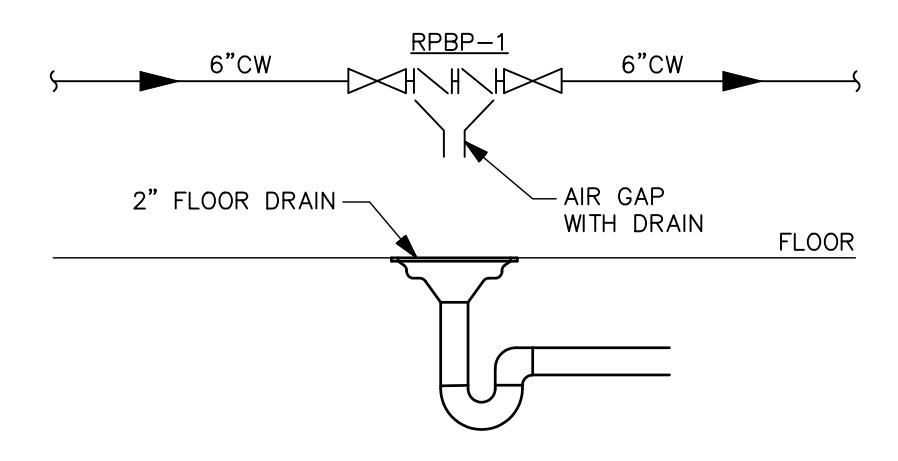 RPBP-1
6”CW
6”CW
2” FLOOR DRAIN
AIR GAP
WITH DRAIN
FLOOR